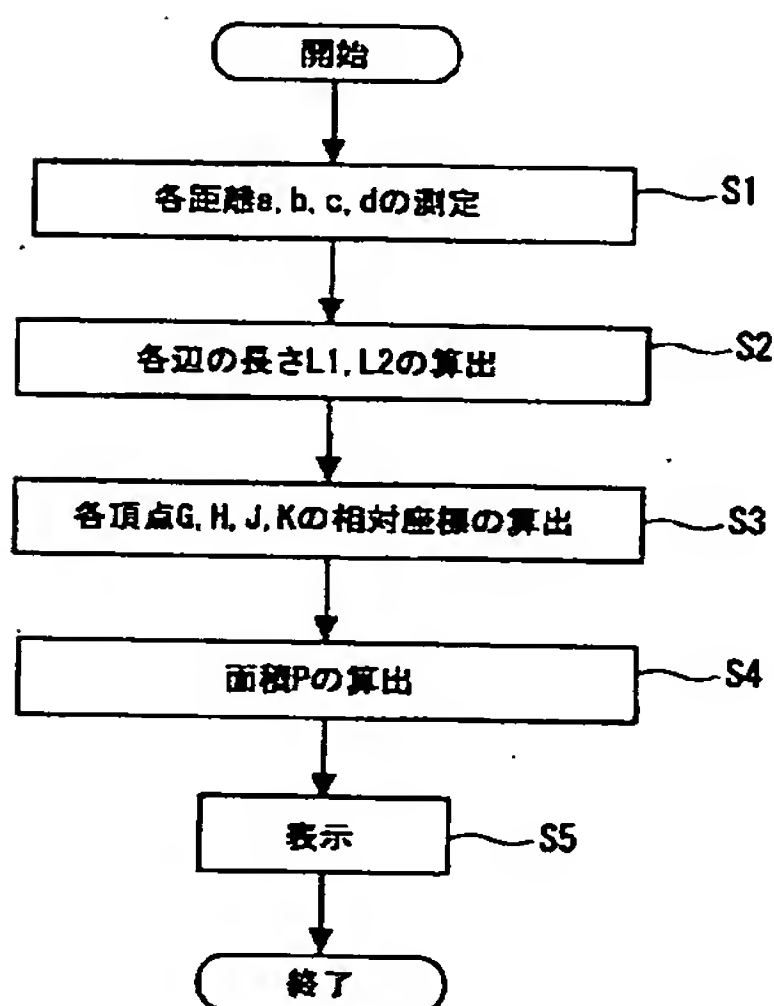 開始
各距離a, b, c, dの測定
S1
各辺の長さL1, L2の算出
S2
各頂点G, H, J, Kの相対座標の算出
S3
面積Pの算出
S4
表示
S5
終了